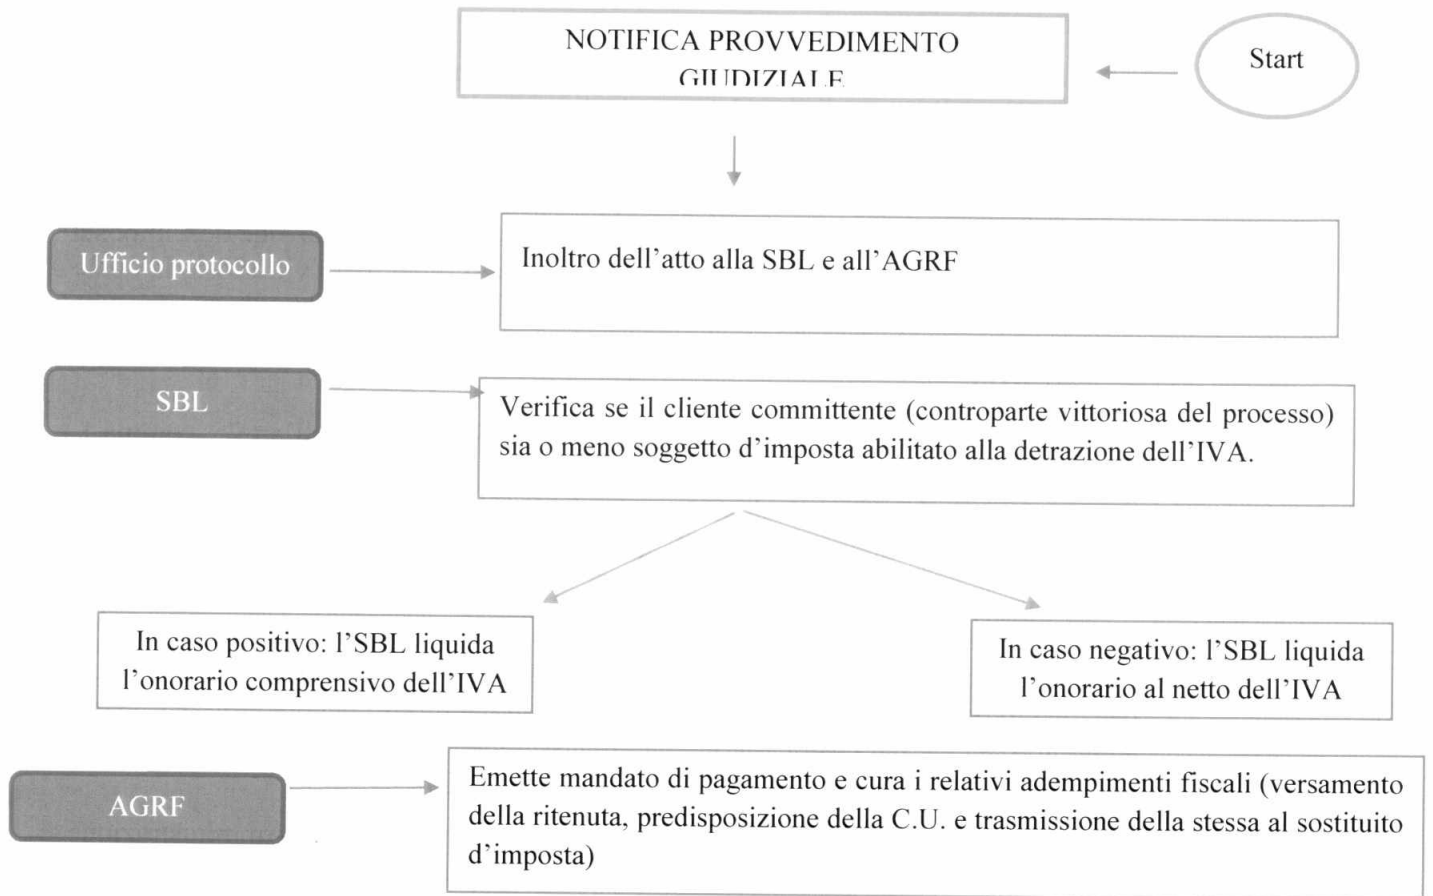 NOTIFICA PROVVEDIMENTO
GIUDIZIALE
Start
Ufficio protocollo
Inoltro dell'atto alla SBL e all'AGRF
SBL
Verifica se il cliente committente (controparte vittoriosa del processo)
sia o meno soggetto d'imposta abilitato alla detrazione dell'IVA.
In caso positivo: l'SBL liquida
l'onorario comprensivo dell'IVA
In caso negativo: l'SBL liquida
l'onorario al netto dell'IVA
AGRF
Emette mandato di pagamento e cura i relativi adempimenti fiscali (versamento
della ritenuta, predisposizione della C.U. e trasmissione della stessa al sostituito
d'imposta)